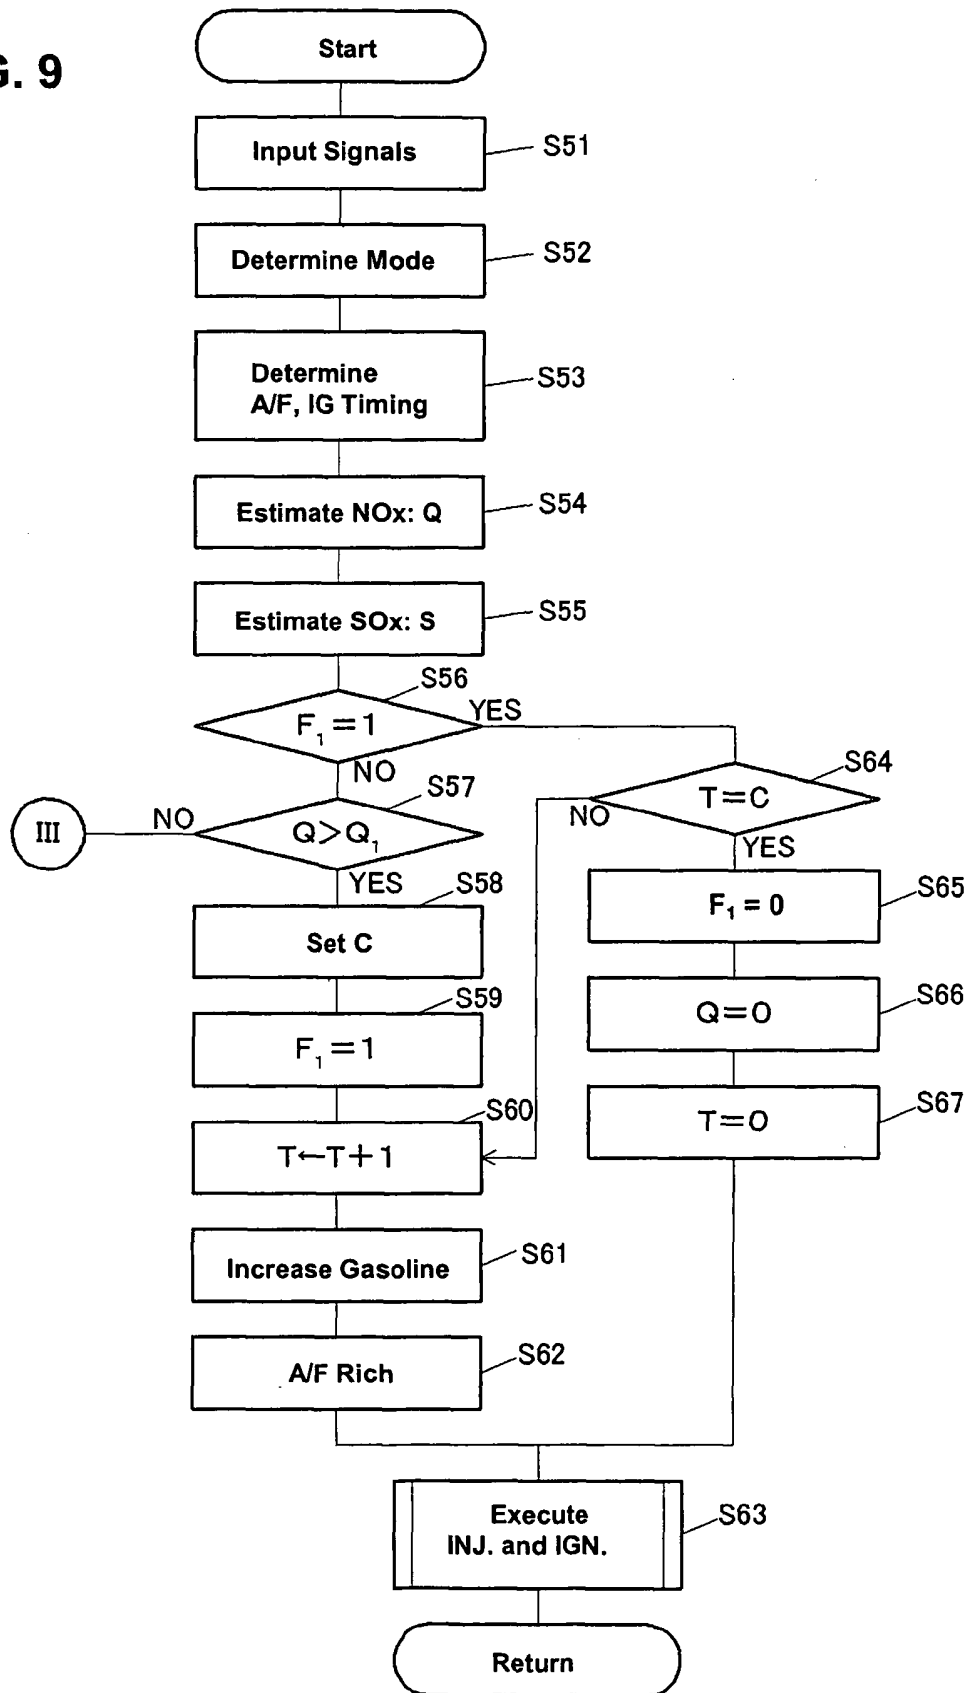 G. 9
Start
Input Signals
S51
Determine Mode
S52
Determine
A/F, IG Timing
S53
Estimate NOx: Q
S54
Estimate SOx: S
S55
S56
F₁=1
YES
NO
S57
Q>Q₁
NO
III
YES
S64
T=C
NO
YES
S58
Set C
S65
F₁ = 0
S59
F₁=1
S66
Q=0
S60
T←T+1
S67
T=0
Increase Gasoline
S61
A/F Rich
S62
Execute
INJ. and IGN.
S63
Return